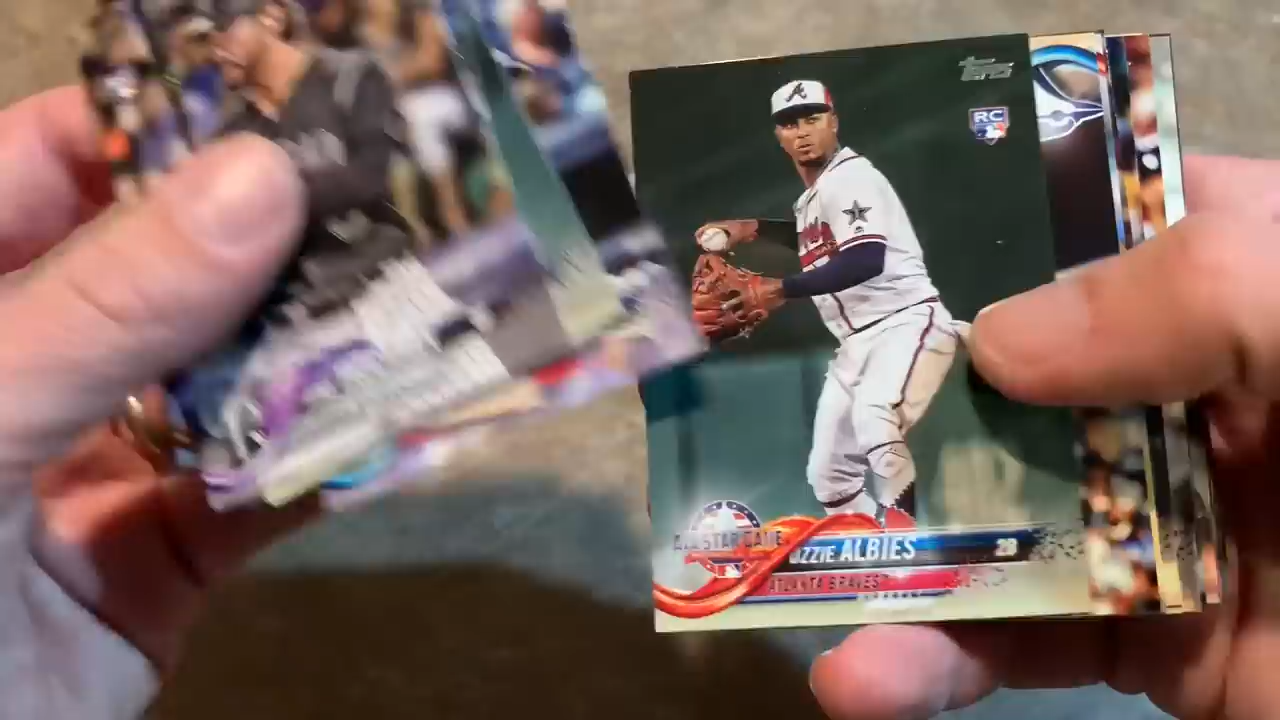 Topps
RC
A
ALL STAR GAME
OZZIE ALBIES 2B
ATLANTA BRAVES